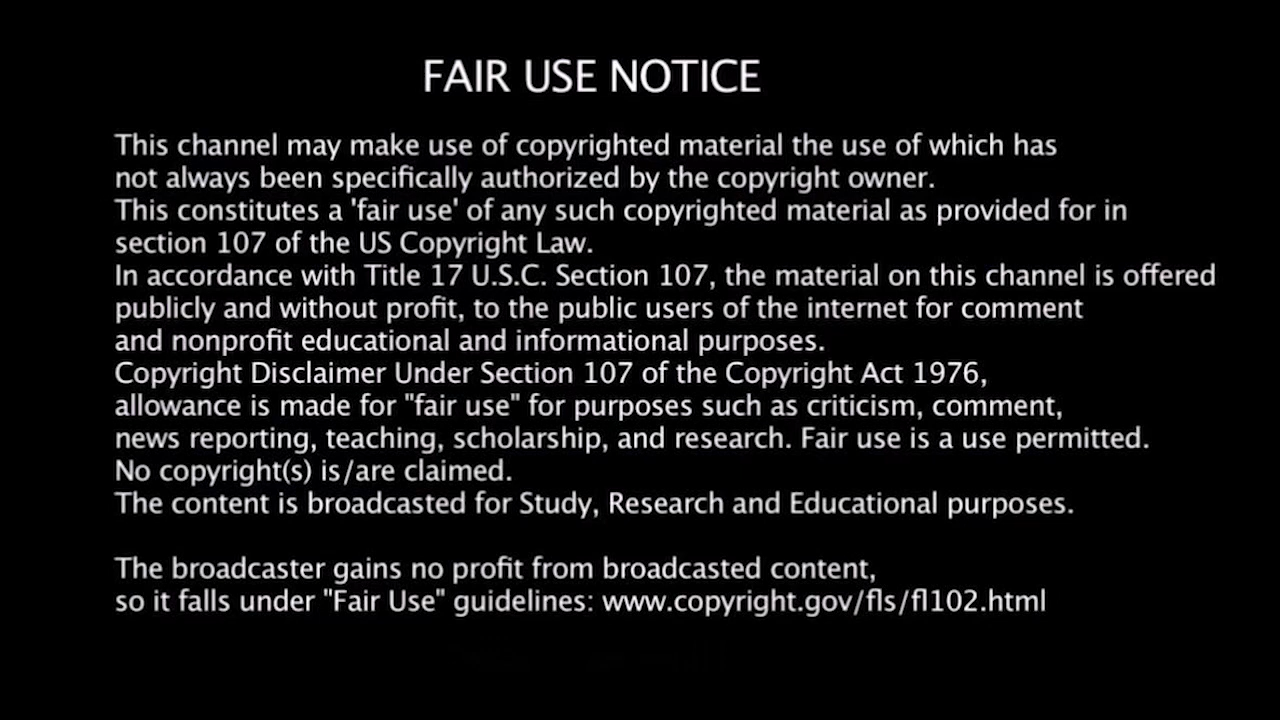 FAIR USE NOTICE
This channel may make use of copyrighted material the use of which has
not always been specifically authorized by the copyright owner.
This constitutes a 'fair use' of any such copyrighted material as provided for in
section 107 of the US Copyright Law.
In accordance with Title 17 U.S.C. Section 107, the material on this channel is offered
publicly and without profit, to the public users of the internet for comment
and nonprofit educational and informational purposes.
Copyright Disclaimer Under Section 107 of the Copyright Act 1976,
allowance is made for "fair use" for purposes such as criticism, comment,
news reporting, teaching, scholarship, and research. Fair use is a use permitted.
No copyright(s) is/are claimed.
The content is broadcasted for Study, Research and Educational purposes.
The broadcaster gains no profit from broadcasted content,
so it falls under "Fair Use" guidelines: www.copyright.gov/fls/fl102.html